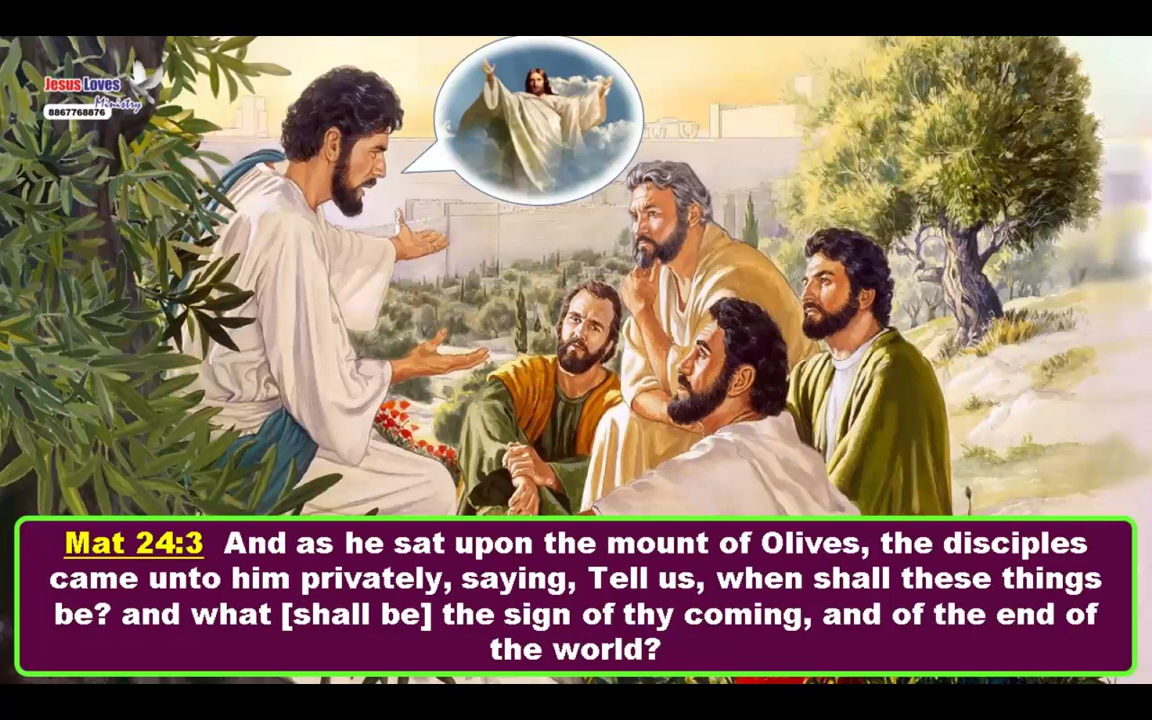 Jesus Loves
Ministry
8867768876
Mat 24:3 And as he sat upon the mount of Olives, the disciples
came unto him privately, saying, Tell us, when shall these things
be? and what [shall be] the sign of thy coming, and of the end of
the world?